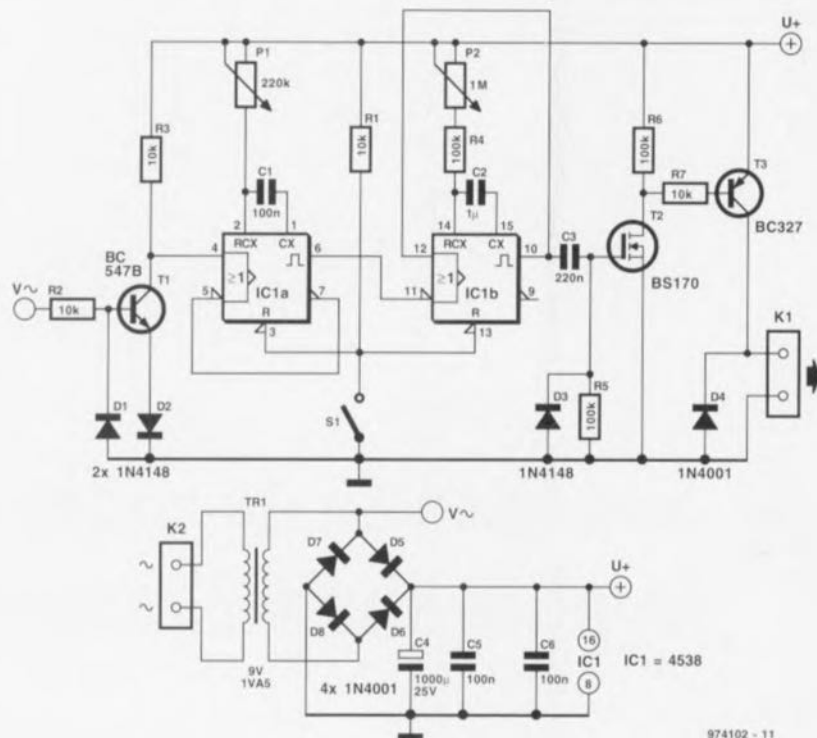 U+
P1
220k
P2
1M
R3
10k
R1
10k
R4
100k
R6
100k
R7
10k
T3
BC327
C1
100n
C2
1µ
2
1
RCX
CX
4
6
≥1
5
7
IC1a
R
3
14
15
RCX
CX
12
10
≥1
11
9
IC1b
R
13
C3
220n
T2
BS170
BC
547B
T1
V~
R2
10k
D1
D2
2x 1N4148
S1
D3
1N4148
R5
100k
D4
1N4001
K1
TR1
K2
~
~
9V
1VA5
V~
D7
D5
D8
D6
4x 1N4001
C4
1000µ
25V
C5
100n
C6
100n
U+
16
IC1
8
IC1 = 4538
974102 - 11